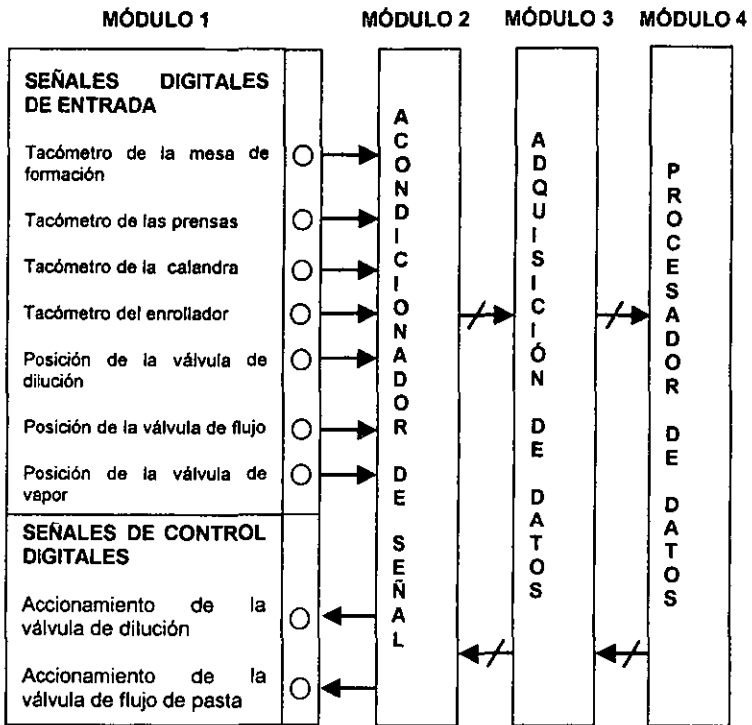 MÓDULO 1 MÓDULO 2 MÓDULO 3 MÓDULO 4
SEÑALES DIGITALES
DE ENTRADA
Tacómetro de la mesa de
formación
Tacómetro de las prensas
Tacómetro de la calandra
Tacómetro del enrollador
Posición de la válvula de
dilución
Posición de la válvula de flujo
Posición de la válvula de
vapor
SEÑALES DE CONTROL
DIGITALES
Accionamiento de la
válvula de dilución
Accionamiento de la
válvula de flujo de pasta
ACONDICIONADOR DE SEÑAL
ADQUISICIÓN DE DATOS
PROCESADOR DE DATOS